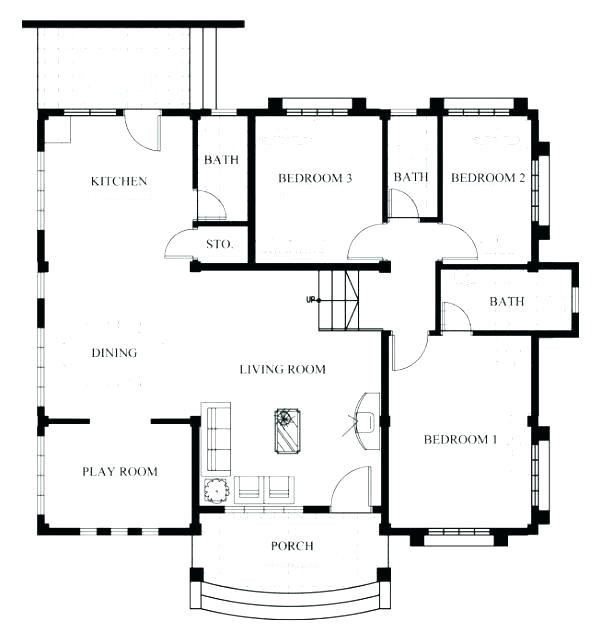 BATH
KITCHEN
BEDROOM 3
BATH
BEDROOM 2
STO.
UP
BATH
DINING
LIVING ROOM
BEDROOM 1
PLAY ROOM
PORCH